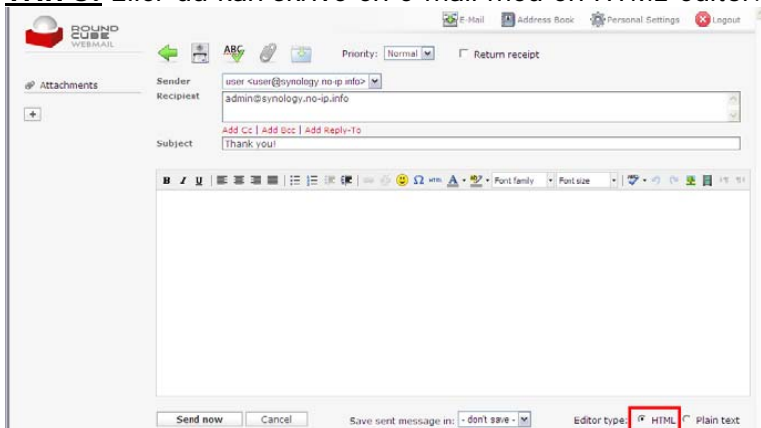 Eller du kan skrive en e-mail med en HTML-editor.
ROUND CUBE WEBMAIL
E-Mail Address Book Personal Settings Logout
ABC Priority: Normal Return receipt
Attachments
+
Sender user <user@synology.no-ip.info>
Recipient admin@synology.no-ip.info
Add Cc | Add Bcc | Add Reply-To
Subject Thank you!
B I U Ω HTML A Font family Font size
Send now Cancel Save sent message in: - don't save - Editor type: HTML Plain text